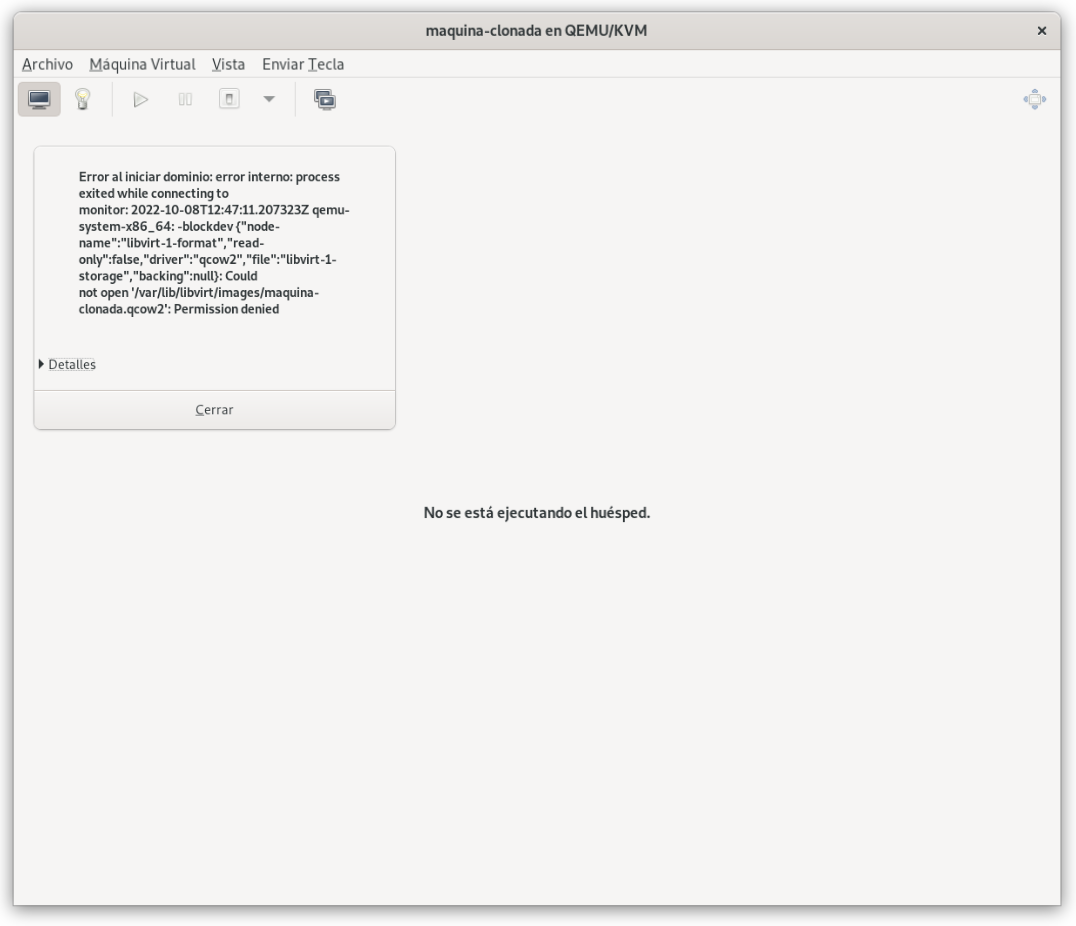 maquina-clonada en QEMU/KVM
Archivo Máquina Virtual Vista Enviar Tecla
Error al iniciar dominio: error interno: process
exited while connecting to
monitor: 2022-10-08T12:47:11.207323Z qemu-
system-x86_64: -blockdev {"node-
name":"libvirt-1-format","read-
only":false,"driver":"qcow2","file":"libvirt-1-
storage","backing":null}: Could
not open '/var/lib/libvirt/images/maquina-
clonada.qcow2': Permission denied
Detalles
Cerrar
No se está ejecutando el huésped.